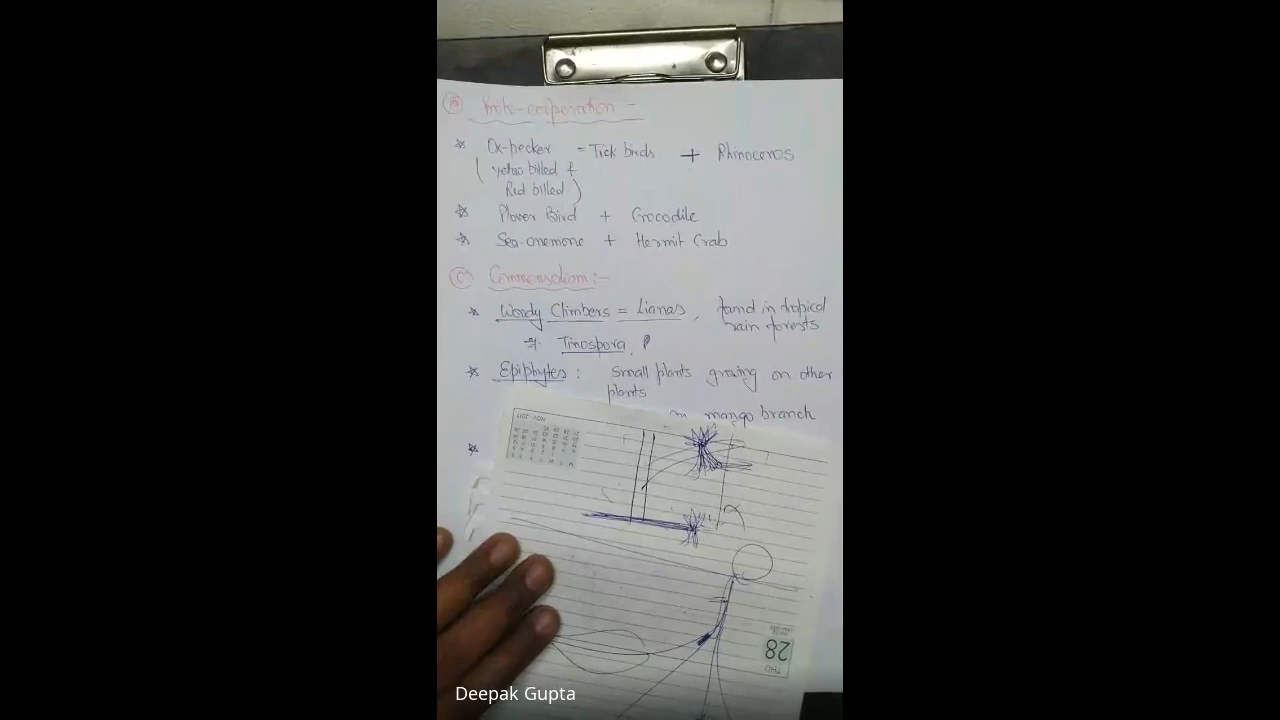 (B) Proto-cooperation :-
☆ Ox-pecker = Tick birds + Rhinoceros
( yellow billed &
Red billed )
☆ Plover Bird + Crocodile
☆ Sea-anemone + Hermit Crab
(C) Commensalism :-
☆ Woody Climbers = Lianas, found in tropical
rain forests
Tinospora, P
☆ Epiphytes : Small plants growing on other
plants
on mango branch
☆
28
THU
Deepak Gupta